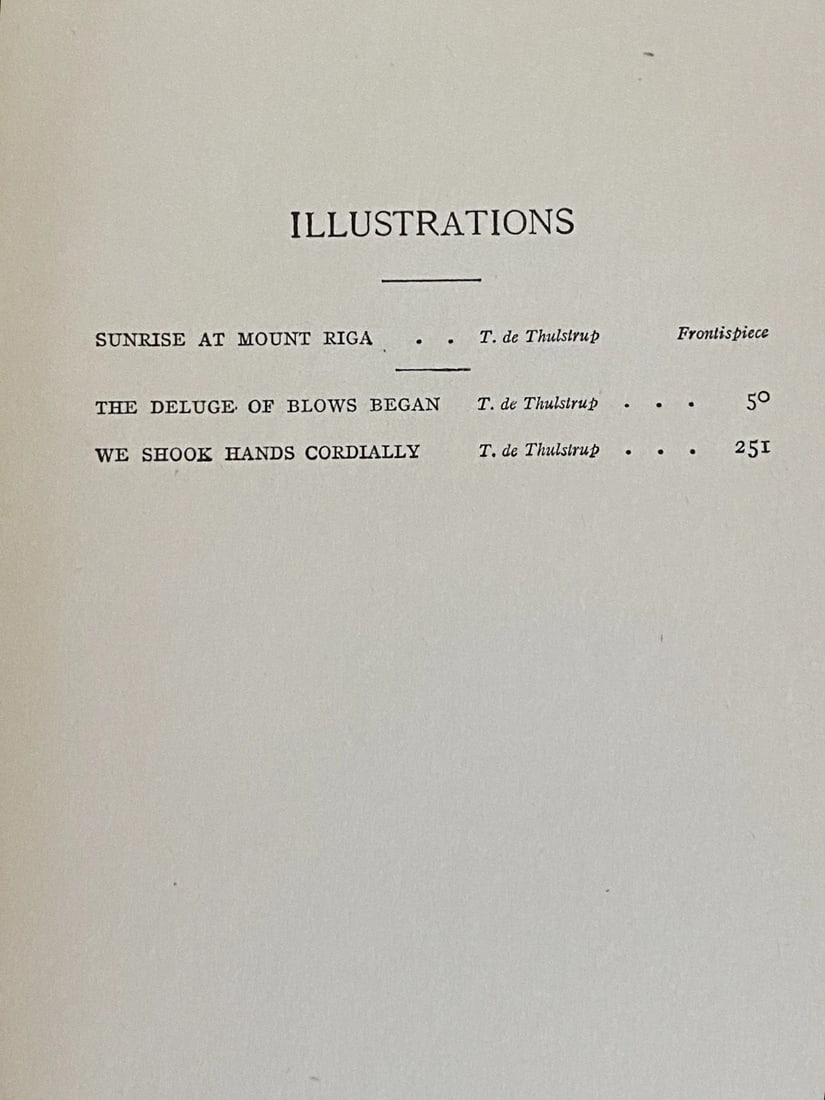 ILLUSTRATIONS
SUNRISE AT MOUNT RIGA . . T. de Thulstrup Frontispiece
THE DELUGE OF BLOWS BEGAN T. de Thulstrup . . . 50
WE SHOOK HANDS CORDIALLY T. de Thulstrup . . . 251